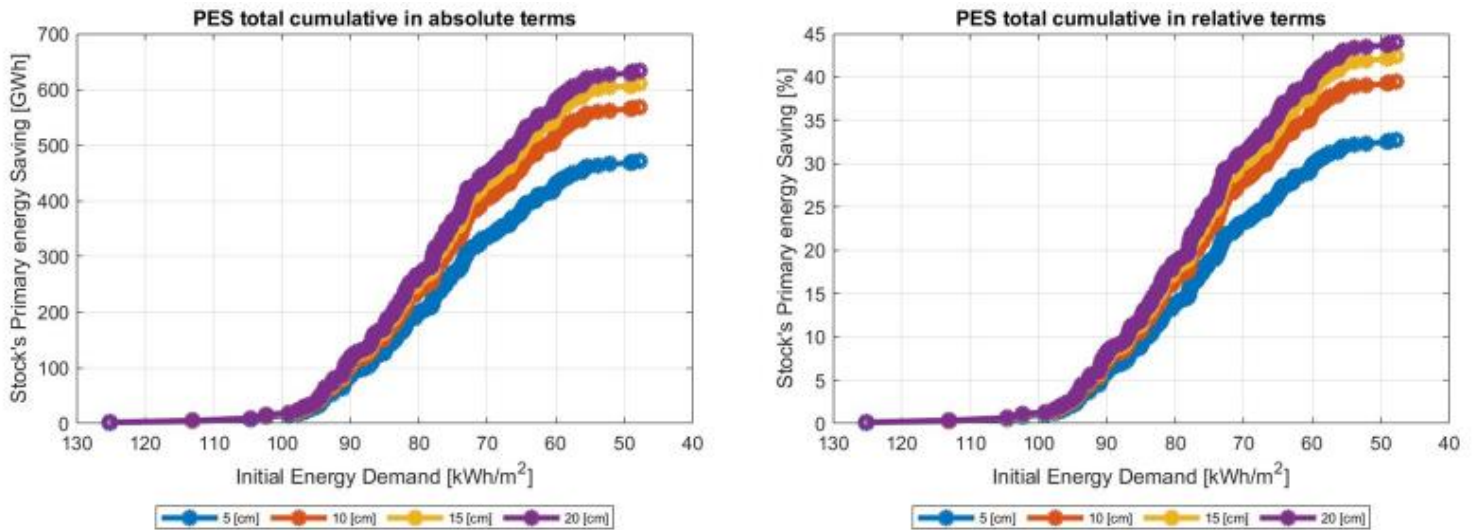 PES total cumulative in absolute terms
Stock's Primary energy Saving [GWh]
700
600
500
400
300
200
100
0
130 120 110 100 90 80 70 60 50 40
Initial Energy Demand [kWh/m²]
5 [cm] 10 [cm] 15 [cm] 20 [cm]
PES total cumulative in relative terms
Stock's Primary energy Saving [%]
45
40
35
30
25
20
15
10
5
0
130 120 110 100 90 80 70 60 50 40
Initial Energy Demand [kWh/m²]
5 [cm] 10 [cm] 15 [cm] 20 [cm]